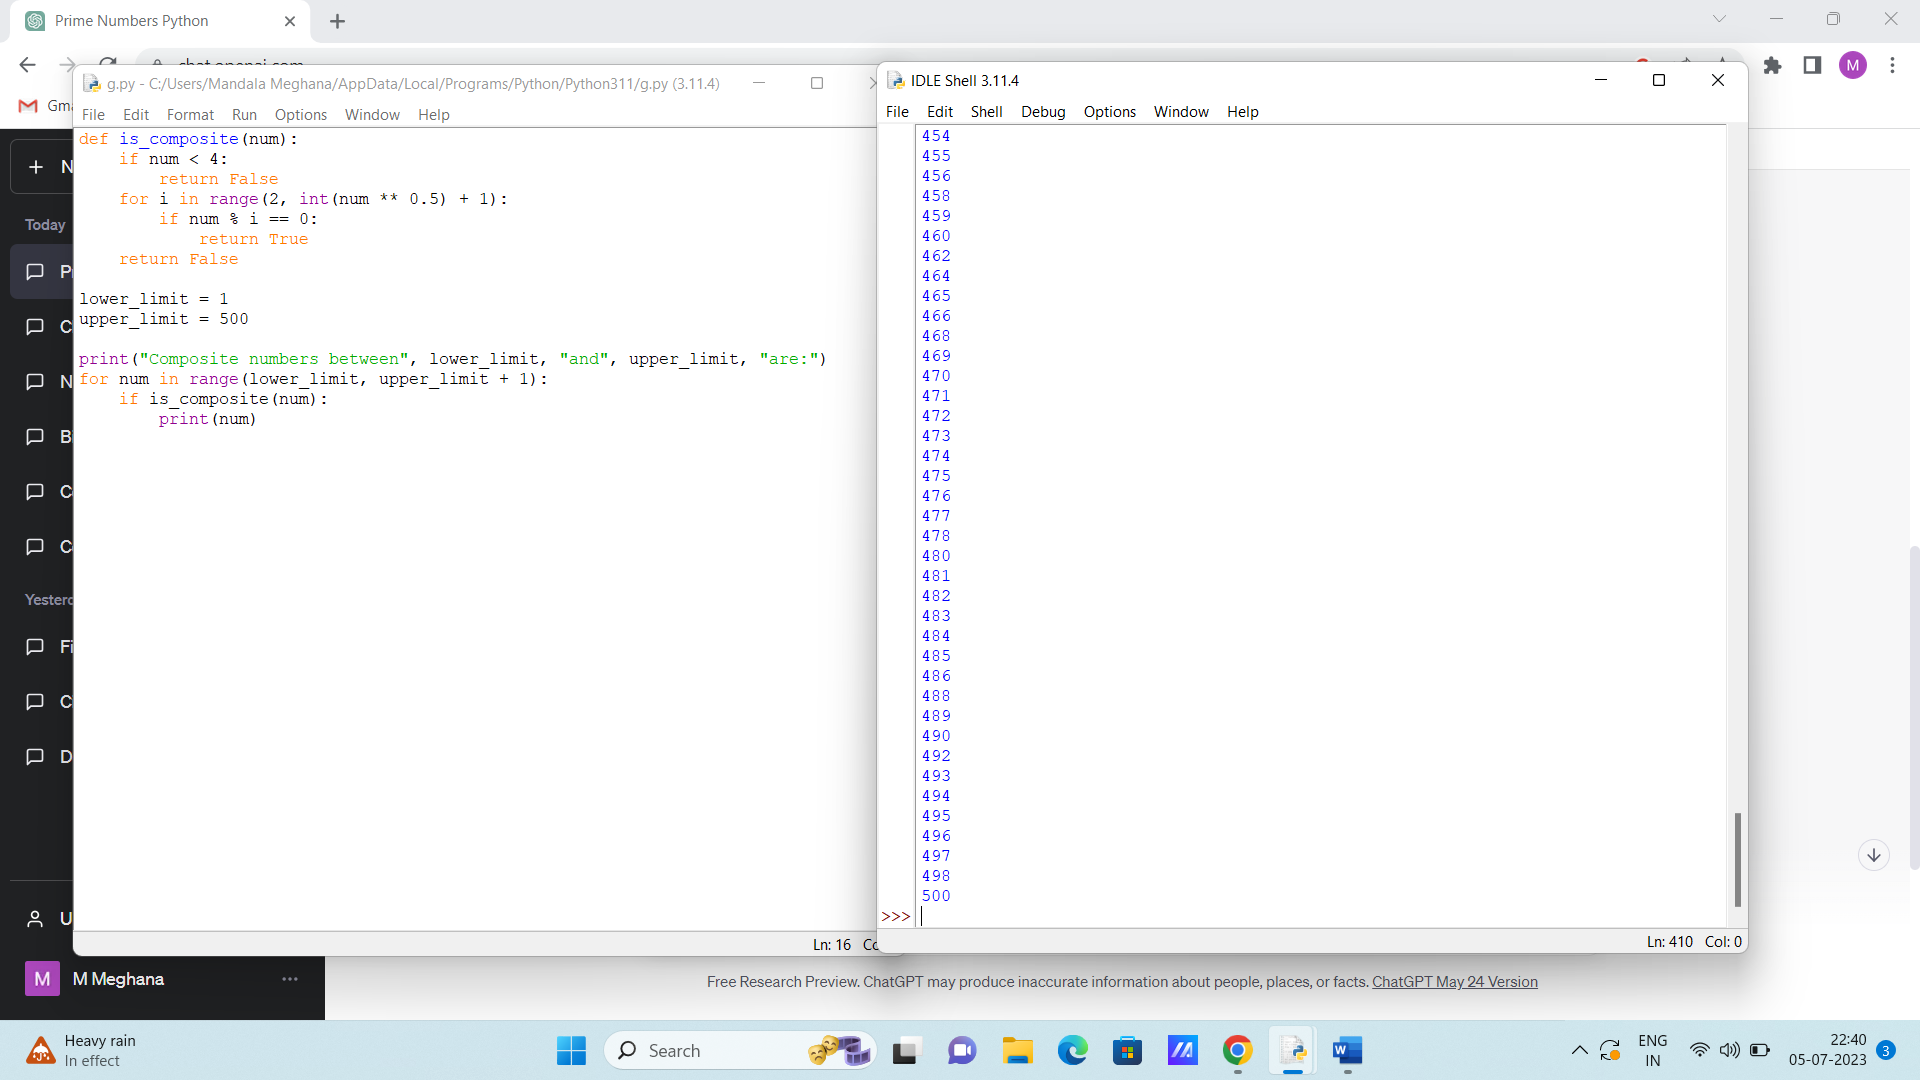 Prime Numbers Python
g.py - C:/Users/Mandala Meghana/AppData/Local/Programs/Python/Python311/g.py (3.11.4)
File Edit Format Run Options Window Help
def is_composite(num):
    if num < 4:
        return False
    for i in range(2, int(num ** 0.5) + 1):
        if num % i == 0:
            return True
    return False
lower_limit = 1
upper_limit = 500
print("Composite numbers between", lower_limit, "and", upper_limit, "are:")
for num in range(lower_limit, upper_limit + 1):
    if is_composite(num):
        print(num)
Ln: 16
IDLE Shell 3.11.4
File Edit Shell Debug Options Window Help
454
455
456
458
459
460
462
464
465
466
468
469
470
471
472
473
474
475
476
477
478
480
481
482
483
484
485
486
488
489
490
492
493
494
495
496
497
498
500
>>>
Ln: 410 Col: 0
M
Today
M M Meghana
Free Research Preview. ChatGPT may produce inaccurate information about people, places, or facts. ChatGPT May 24 Version
Heavy rain
In effect
Search
W
ENG
IN
22:40
05-07-2023
3